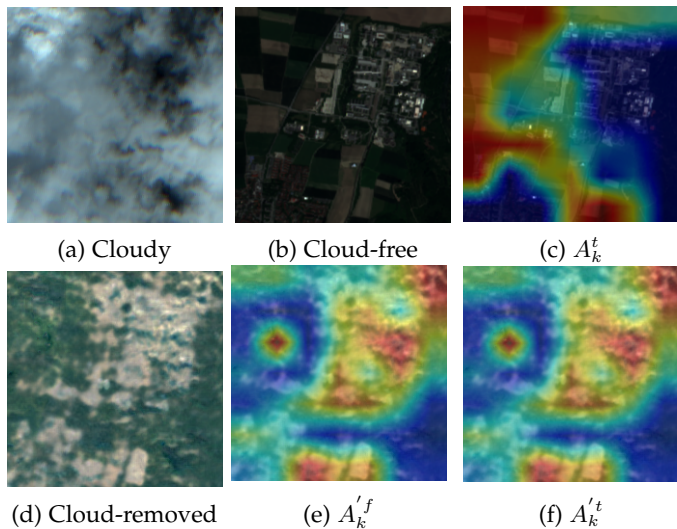 (a) Cloudy (b) Cloud-free (c) $A_k^t$
(d) Cloud-removed (e) $A_k^{'f}$ (f) $A_k^{'t}$